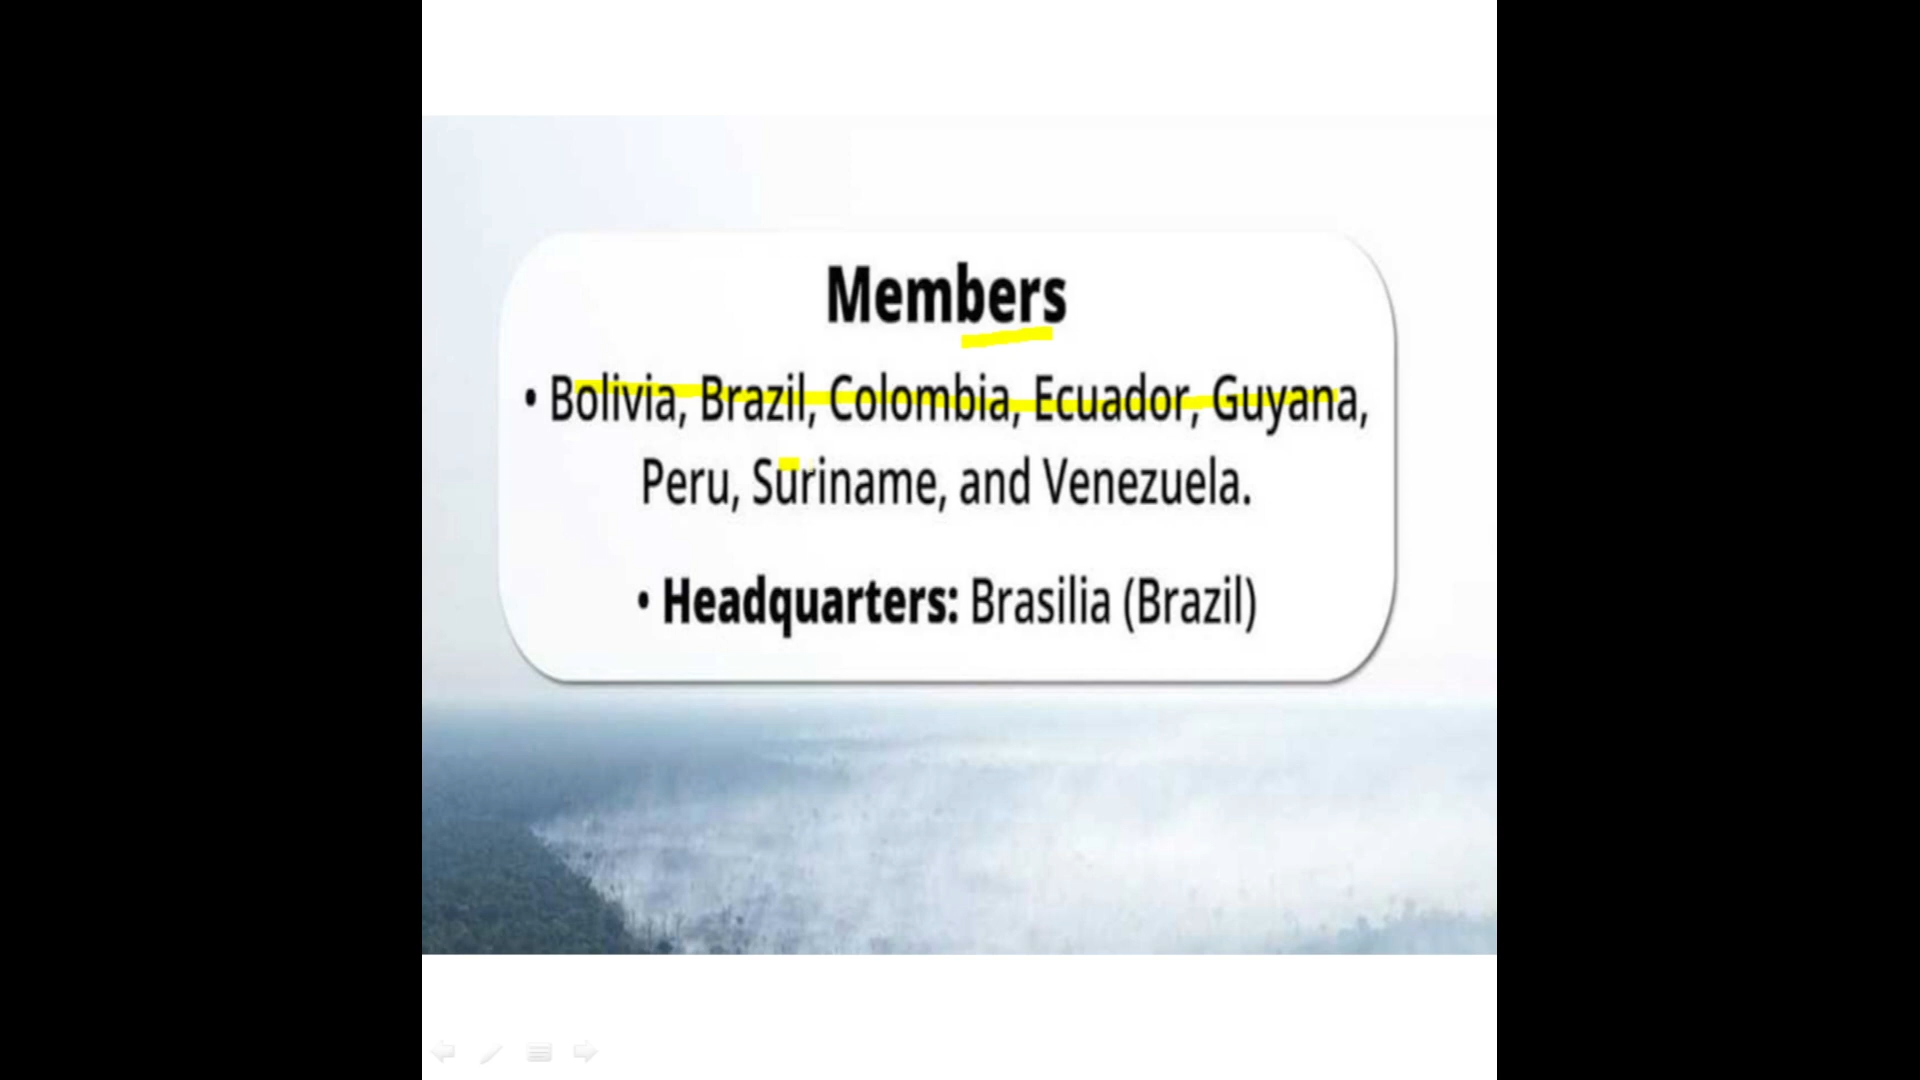 Members
• Bolivia, Brazil, Colombia, Ecuador, Guyana,
Peru, Suriname, and Venezuela.
• Headquarters: Brasilia (Brazil)